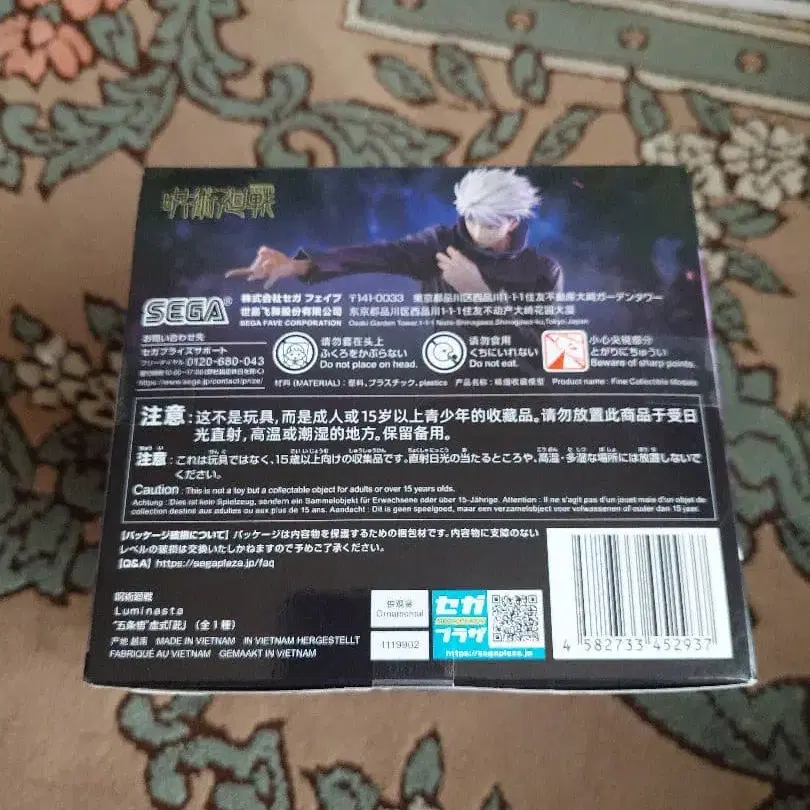 呪術廻戦
SEGA®
株式会社セガ フェイブ 〒141-0033 東京都品川区西品川1-1-1住友不動産大崎ガーデンタワー
世嘉飞舞股份有限公司 东京都品川区西品川1-1-1住友不动产大崎花园大厦
SEGA FAVE CORPORATION Osaki Garden Tower,1-1-1 Nishi-Shinagawa,Shinagawa-ku,Tokyo,Japan
お問い合わせ先
セガプライズサポート
フリーダイヤル 0120-680-043
https://www.sega.jp/contact/prize/
请勿套在头上
ふくろをかぶらない
Do not place on head.
请勿食用
くちにいれない
Do not eat.
小心尖锐部分
とがりにちゅうい
Beware of sharp points.
材料 (MATERIAL) : 塑料,プラスチック,plastics 产品名称 : Product name : Fine Collectible
注意 : 这不是玩具,而是成人或15岁以上青少年的收藏品。请勿放置此商品于受日
光直射,高温或潮湿的地方。保留备用。
注意 : これは玩具ではなく、15歳以上向けの収集品です。直射日光の当たるところや、高温・多湿な場所には放置しないで
ください。
Caution : This is not a toy but a collectable object for adults or over 15 years old.
Achtung : Dies ist kein Spielzeug, sondern ein Sammelobjekt für Erwachsene oder über 15-Jährige. Attention : Il ne s'agit pas d'un jouet mais d'un objet de
collection destiné aux adultes ou aux plus de 15 ans. Aandacht : Dit is geen speelgoed, maar een verzamelobject voor volwassenen of ouder dan 15 jaar.
【パッケージ破損について】パッケージは内容物を保護するための梱包材です。内容物に支障のない
レベルの破損は交換いたしかねますので予めご了承ください。
【Q&A】https://segaplaza.jp/faq
呪術廻戦
Luminasta
"五条悟"虚式「茈」(全1種)
产地 越南 MADE IN VIETNAM IN VIETNAM HERGESTELLT
FABRIQUÉ AU VIETNAM GEMAAKT IN VIETNAM
Ornamental
1119902
セガ
プラザ
https://segaplaza.jp
4 582733 452937